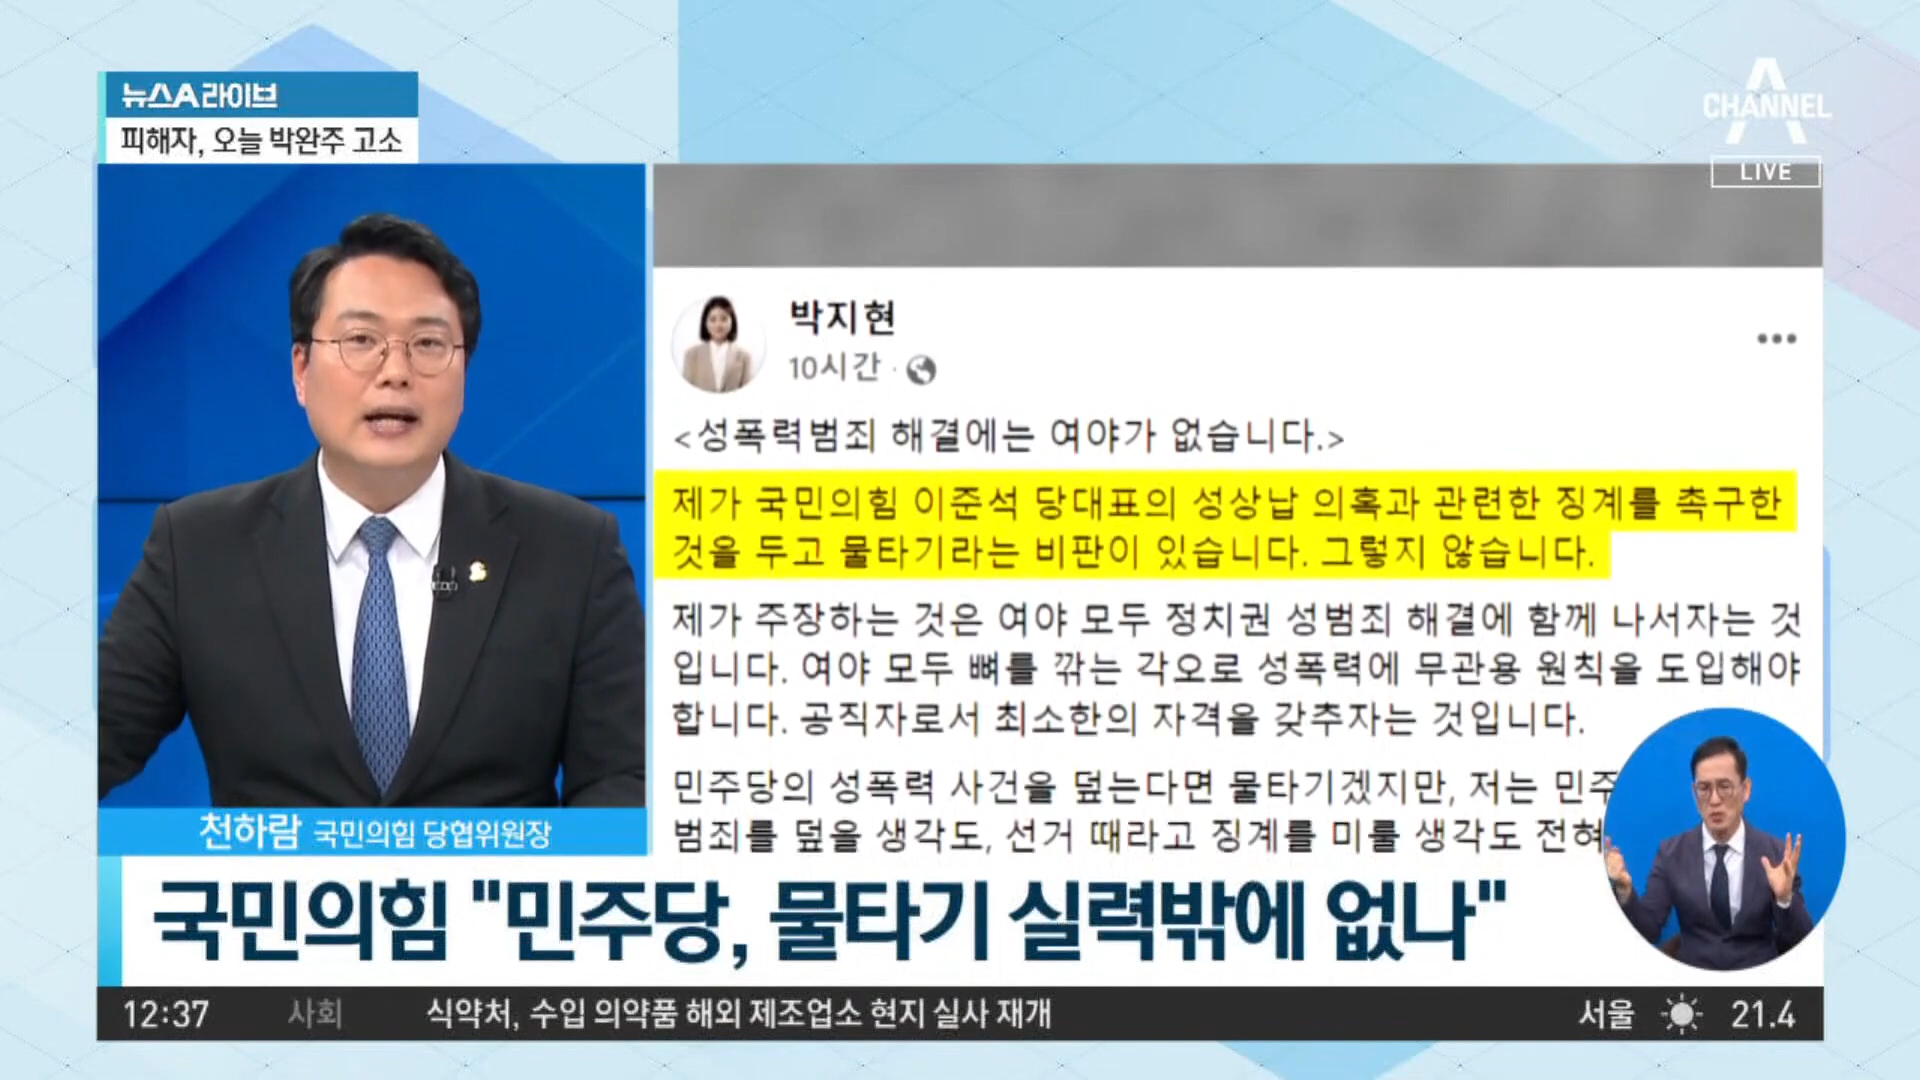 뉴스A 라이브
피해자, 오늘 박완주 고소
CHANNEL A
LIVE
박지현
10시간 ·
<성폭력범죄 해결에는 여야가 없습니다.>
제가 국민의힘 이준석 당대표의 성상납 의혹과 관련한 징계를 촉구한
것을 두고 물타기라는 비판이 있습니다. 그렇지 않습니다.
제가 주장하는 것은 여야 모두 정치권 성범죄 해결에 함께 나서자는 것
입니다. 여야 모두 뼈를 깎는 각오로 성폭력에 무관용 원칙을 도입해야
합니다. 공직자로서 최소한의 자격을 갖추자는 것입니다.
민주당의 성폭력 사건을 덮는다면 물타기겠지만, 저는 민주
범죄를 덮을 생각도, 선거 때라고 징계를 미룰 생각도 전혀
천하람 국민의힘 당협위원장
국민의힘 "민주당, 물타기 실력밖에 없나"
12:37 사회 식약처, 수입 의약품 해외 제조업소 현지 실사 재개 서울 21.4